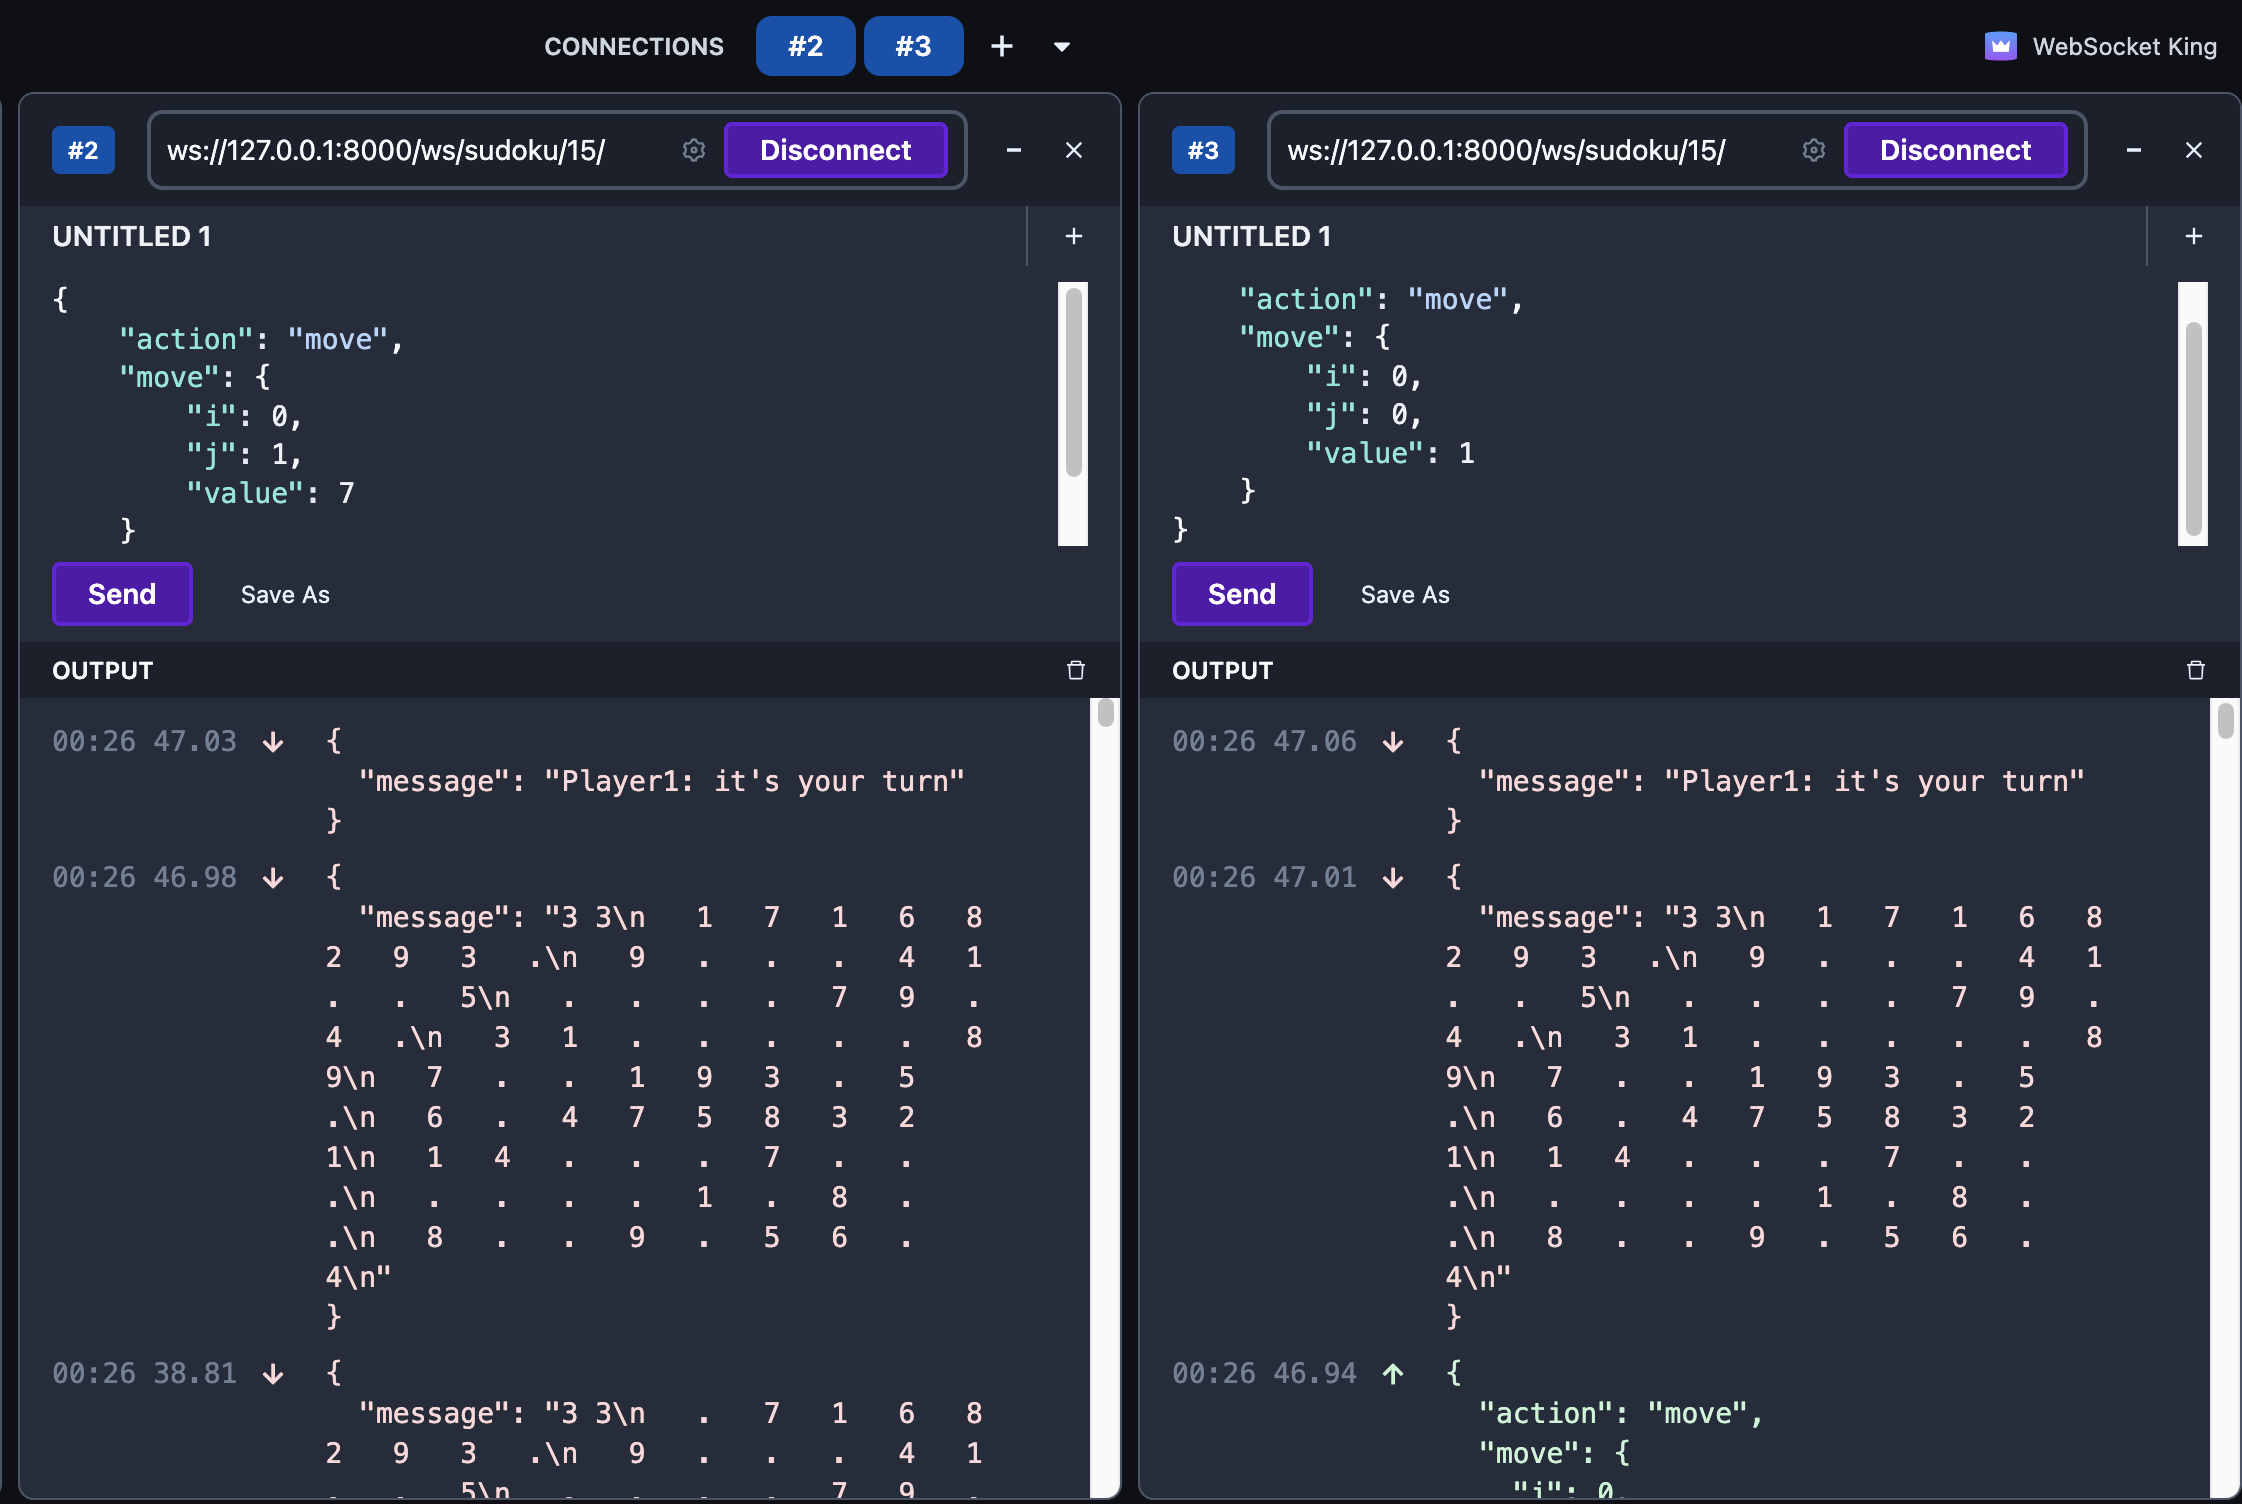 CONNECTIONS #2 #3 + WebSocket King
#2 ws://127.0.0.1:8000/ws/sudoku/15/ Disconnect
UNTITLED 1 +
{
    "action": "move",
    "move": {
        "i": 0,
        "j": 1,
        "value": 7
    }
Send Save As
OUTPUT
00:26 47.03 ↓ {
  "message": "Player1: it's your turn"
}
00:26 46.98 ↓ {
  "message": "3 3\n   1   7   1   6   8
2   9   3   .\n   9   .   .   .   4   1
.   .   5\n   .   .   .   .   7   9   .
4   .\n   3   1   .   .   .   .   .   8
9\n   7   .   .   1   9   3   .   5
.\n   6   .   4   7   5   8   3   2
1\n   1   4   .   .   .   7   .   .
.\n   .   .   .   .   1   .   8   .
.\n   8   .   .   9   .   5   6   .
4\n"
}
00:26 38.81 ↓ {
  "message": "3 3\n   .   7   1   6   8
2   9   3   .\n   9   .   .   .   4   1
.   .   5\n   .   .   .   .   7   9   .
#3 ws://127.0.0.1:8000/ws/sudoku/15/ Disconnect
UNTITLED 1 +
    "action": "move",
    "move": {
        "i": 0,
        "j": 0,
        "value": 1
    }
}
Send Save As
OUTPUT
00:26 47.06 ↓ {
  "message": "Player1: it's your turn"
}
00:26 47.01 ↓ {
  "message": "3 3\n   1   7   1   6   8
2   9   3   .\n   9   .   .   .   4   1
.   .   5\n   .   .   .   .   7   9   .
4   .\n   3   1   .   .   .   .   .   8
9\n   7   .   .   1   9   3   .   5
.\n   6   .   4   7   5   8   3   2
1\n   1   4   .   .   .   7   .   .
.\n   .   .   .   .   1   .   8   .
.\n   8   .   .   9   .   5   6   .
4\n"
}
00:26 46.94 ↑ {
  "action": "move",
  "move": {
    "i": 0,